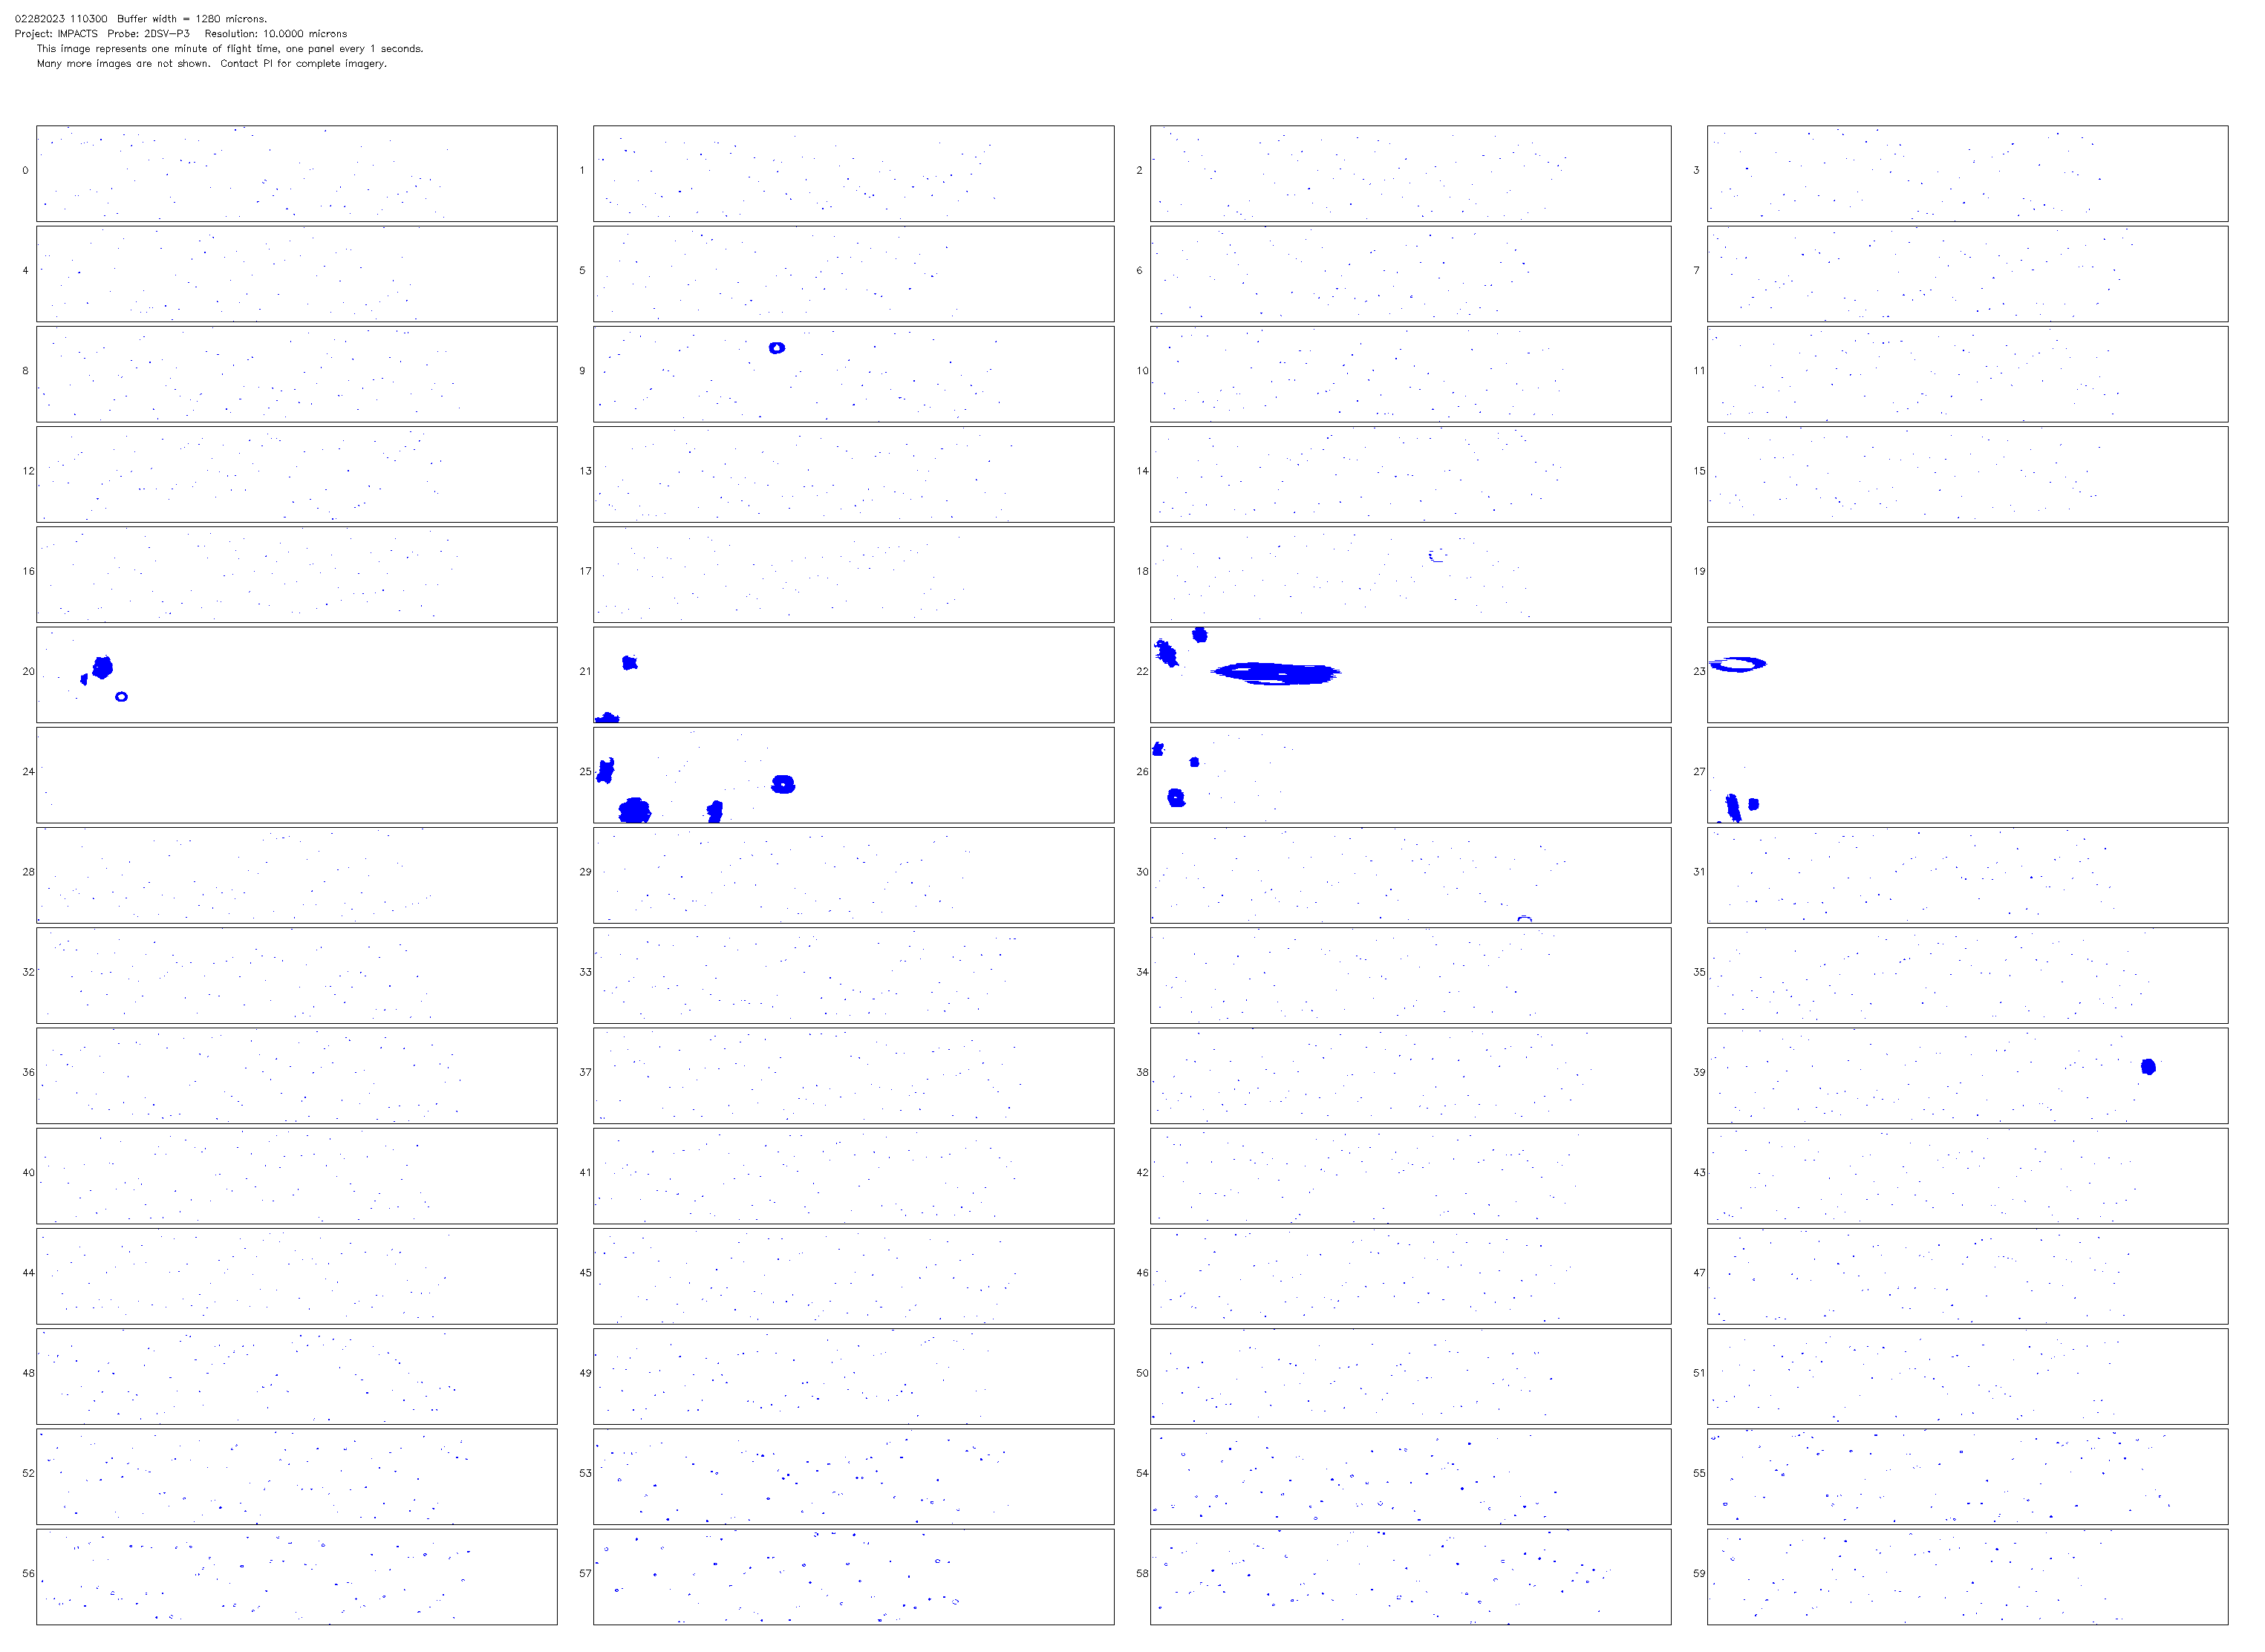 02282023 110300  Buffer width = 1280 microns.
Project: IMPACTS  Probe: 2DSV-P3   Resolution: 10.0000 microns
This image represents one minute of flight time, one panel every 1 seconds.
Many more images are not shown.  Contact PI for complete imagery.
0 1 2 3
4 5 6 7
8 9 10 11
12 13 14 15
16 17 18 19
20 21 22 23
24 25 26 27
28 29 30 31
32 33 34 35
36 37 38 39
40 41 42 43
44 45 46 47
48 49 50 51
52 53 54 55
56 57 58 59